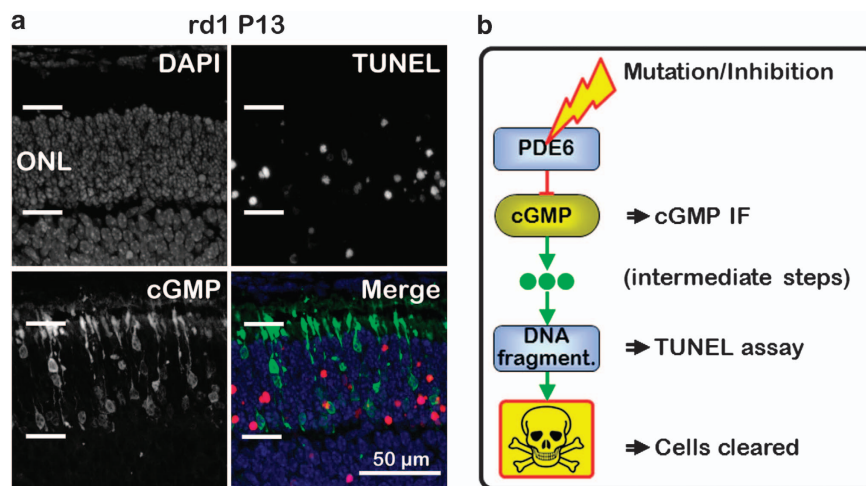 a
rd1 P13
DAPI
TUNEL
ONL
cGMP
Merge
50 µm
b
Mutation/Inhibition
PDE6
cGMP
cGMP IF
(intermediate steps)
DNA
fragment.
TUNEL assay
Cells cleared